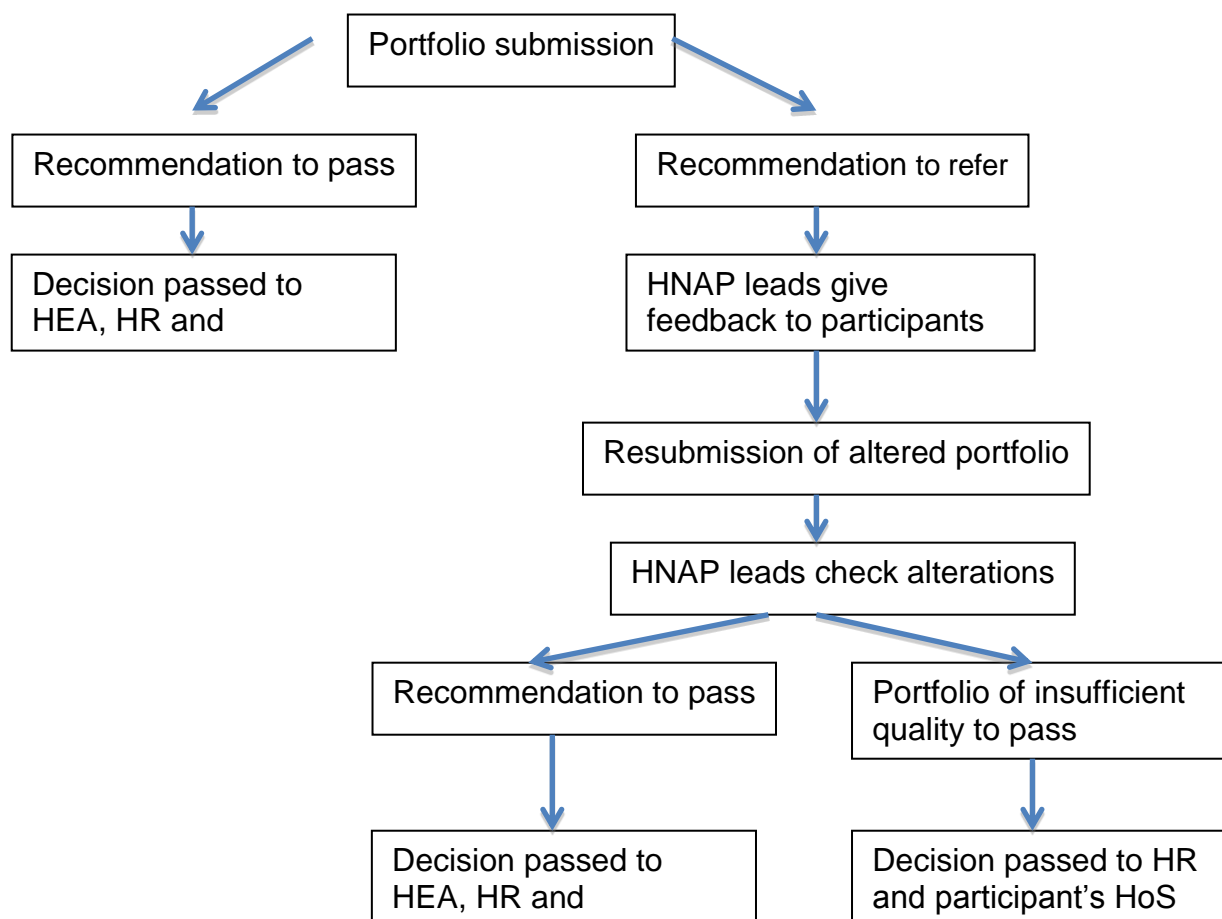 Portfolio submission
Recommendation to pass
Recommendation to refer
Decision passed to
HEA, HR and
HNAP leads give
feedback to participants
Resubmission of altered portfolio
HNAP leads check alterations
Recommendation to pass
Portfolio of insufficient
quality to pass
Decision passed to
HEA, HR and
Decision passed to HR
and participant’s HoS